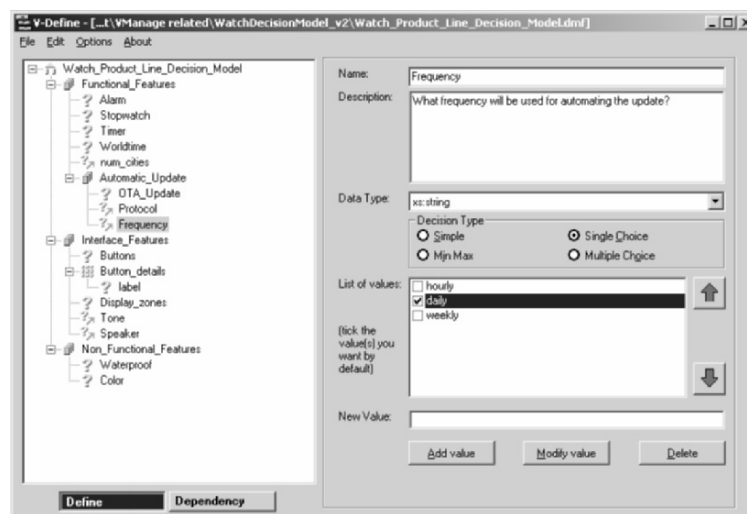 V-Define - [...t\VManage related\WatchDecisionModel_v2\Watch_Product_Line_Decision_Model.dmf]
File Edit Options About
Watch_Product_Line_Decision_Model
Functional_Features
Alarm
Stopwatch
Timer
Worldtime
num_cities
Automatic_Update
OTA_Update
Protocol
Frequency
Interface_Features
Buttons
Button_details
label
Display_zones
Tone
Speaker
Non_Functional_Features
Waterproof
Color
Define Dependency
Name: Frequency
Description: What frequency will be used for automating the update?
Data Type: xs:string
Decision Type
Simple Single Choice
Min Max Multiple Choice
List of values: hourly
daily
weekly
(tick the
value(s) you
want by
default)
New Value:
Add value Modify value Delete